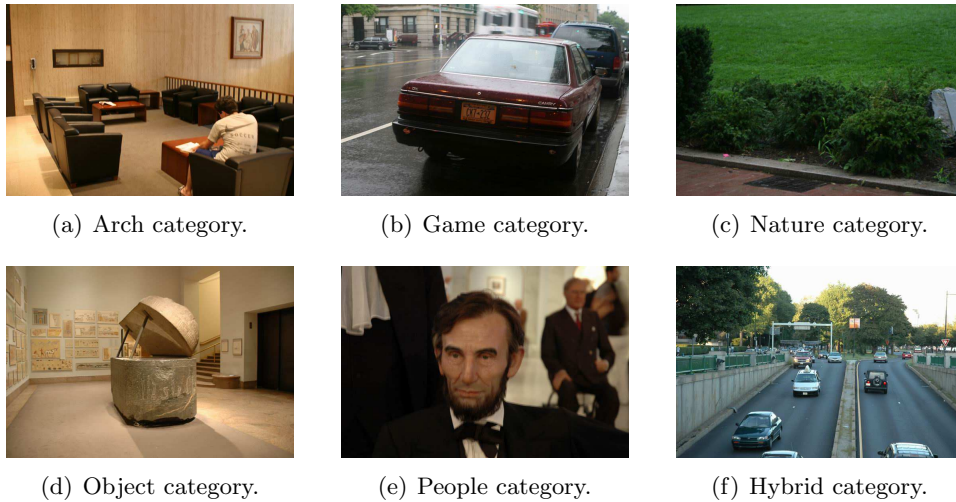 (a) Arch category.
(b) Game category.
(c) Nature category.
(d) Object category.
(e) People category.
(f) Hybrid category.